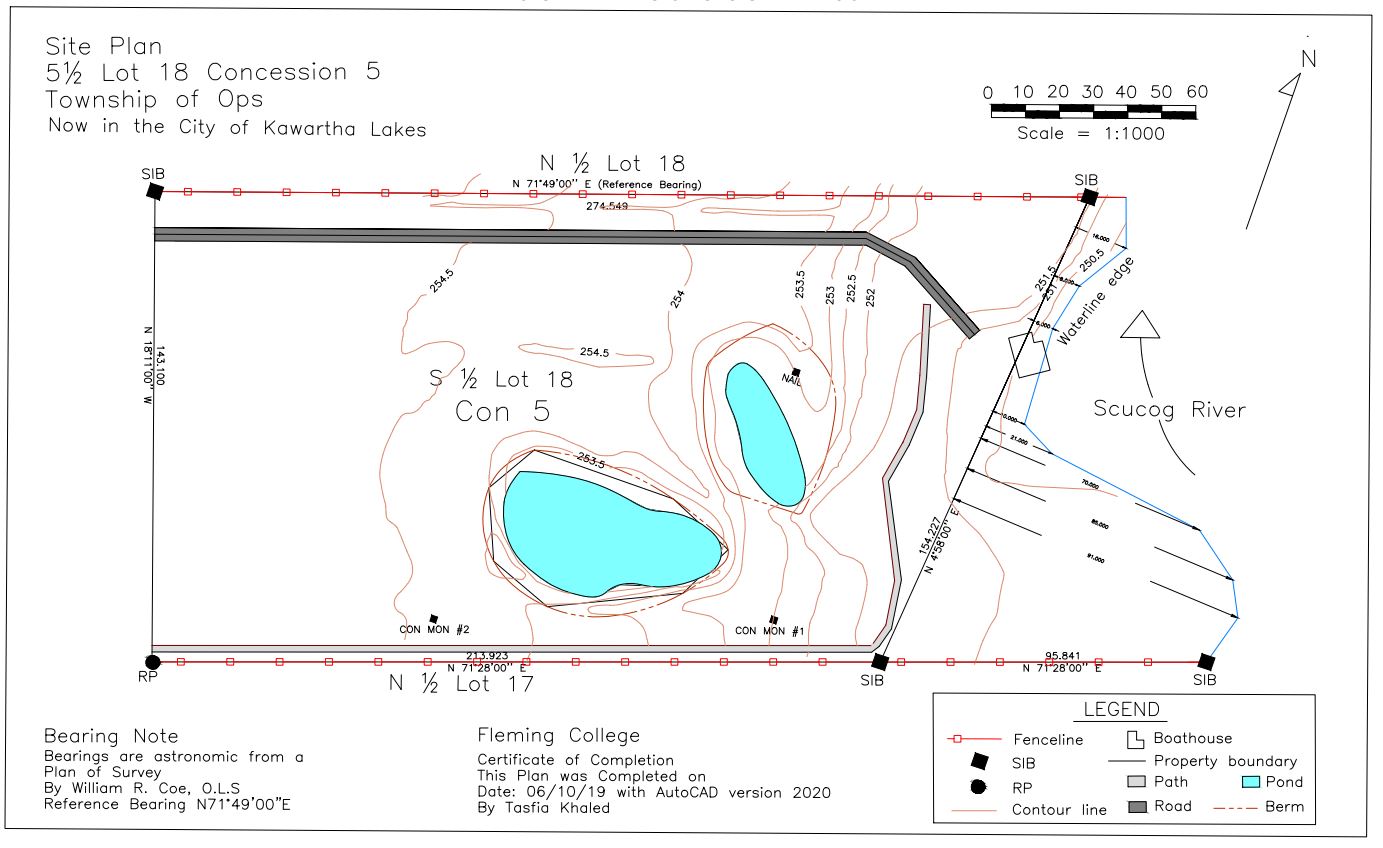 Site Plan
5½ Lot 18 Concession 5
Township of Ops
Now in the City of Kawartha Lakes
0 10 20 30 40 50 60
Scale = 1:1000
N
N ½ Lot 18
N 71°49'00'' E (Reference Bearing)
274.549
SIB
SIB
254.5
254
253.5
253
252.5
252
251.5
251
250.5
16.000
Waterline edge
N 18°11'00'' W
143.100
254.5
S ½ Lot 18
Con 5
NAIL
Scucog River
253.5
21.000
70.000
85.000
91.000
154.227
N 4°58'00'' E
CON MON #2
CON MON #1
213.923
N 71°28'00'' E
95.841
N 71°28'00'' E
RP
N ½ Lot 17
SIB
SIB
Bearing Note
Bearings are astronomic from a
Plan of Survey
By William R. Coe, O.L.S
Reference Bearing N71°49'00"E
Fleming College
Certificate of Completion
This Plan was Completed on
Date: 06/10/19 with AutoCAD version 2020
By Tasfia Khaled
LEGEND
Fenceline
Boathouse
SIB
Property boundary
RP
Path
Pond
Contour line
Road
Berm